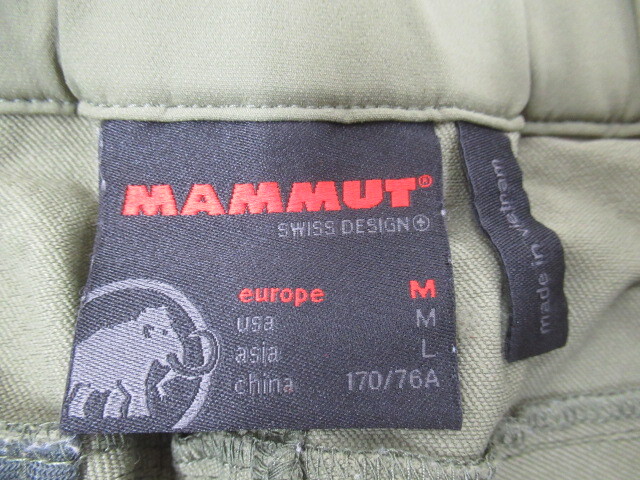 MAMMUT®
SWISS DESIGN
europe M
usa M
asia L
china 170/76A
made in vietnam